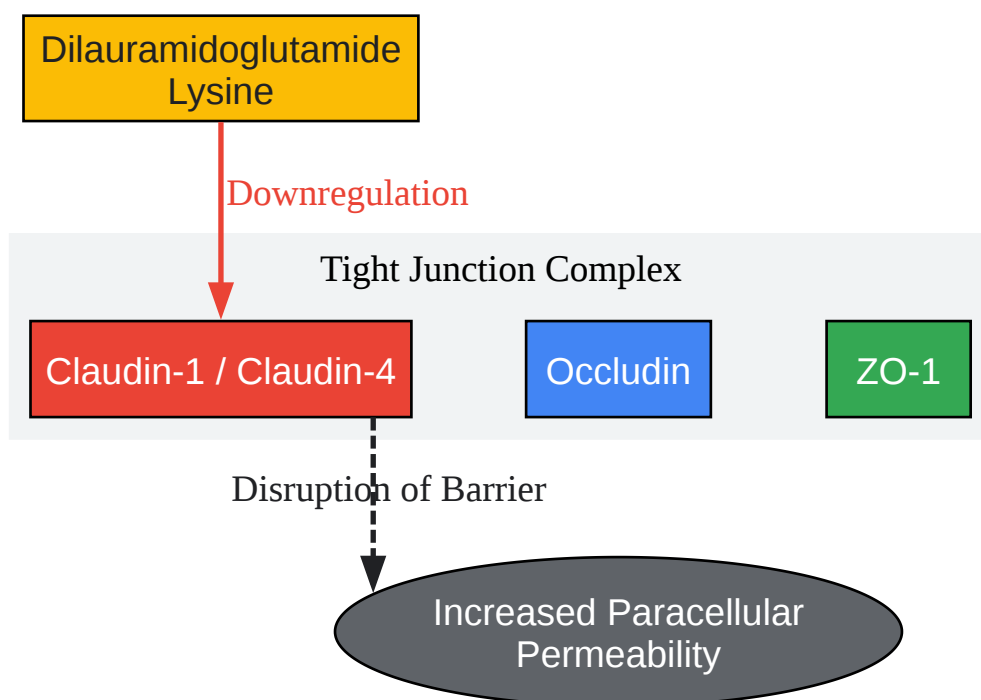 Dilauramidoglutamide
Lysine
Downregulation
Tight Junction Complex
Claudin-1 / Claudin-4
Occludin
ZO-1
Disruption of Barrier
Increased Paracellular
Permeability